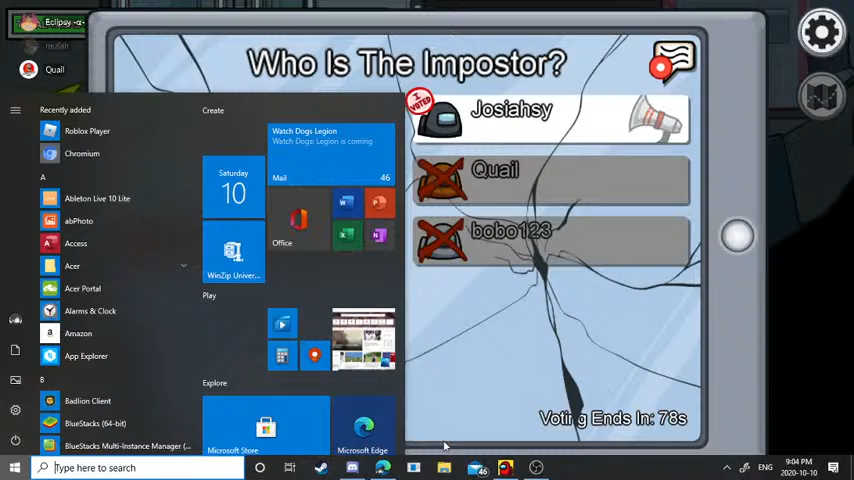 Eclipsy -α-
neziah
Quail
Who Is The Impostor?
I VOTED
Josiahsy
Quail
bobo123
Voting Ends In: 78s
Recently added
Roblox Player
Chromium
A
Ableton Live 10 Lite
abPhoto
Access
Acer
Acer Portal
Alarms & Clock
Amazon
App Explorer
B
Badlion Client
BlueStacks (64-bit)
BlueStacks Multi-Instance Manager (...
Create
Saturday
10
Watch Dogs Legion
Watch Dogs: Legion is coming
Mail
46
Office
WinZip Univer...
Play
Explore
Microsoft Store
Microsoft Edge
Type here to search
46
ENG
9:04 PM
2020-10-10